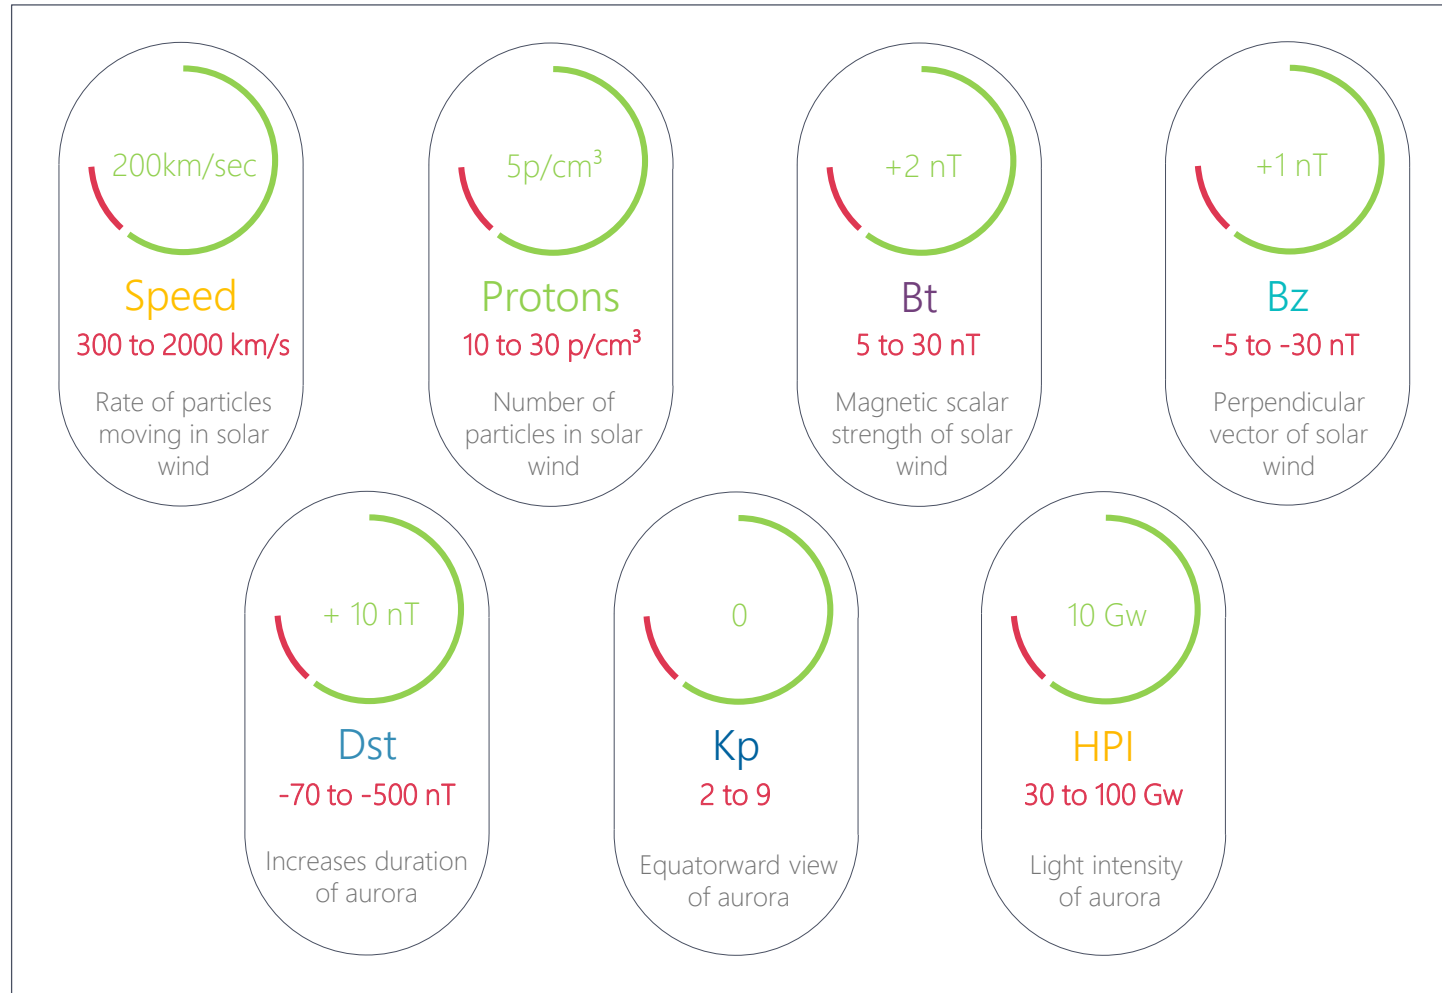 200km/sec
Speed
300 to 2000 km/s
Rate of particles
moving in solar
wind
5p/cm³
Protons
10 to 30 p/cm³
Number of
particles in solar
wind
+2 nT
Bt
5 to 30 nT
Magnetic scalar
strength of solar
wind
+1 nT
Bz
-5 to -30 nT
Perpendicular
vector of solar
wind
+ 10 nT
Dst
-70 to -500 nT
Increases duration
of aurora
0
Kp
2 to 9
Equatorward view
of aurora
10 Gw
HPI
30 to 100 Gw
Light intensity
of aurora